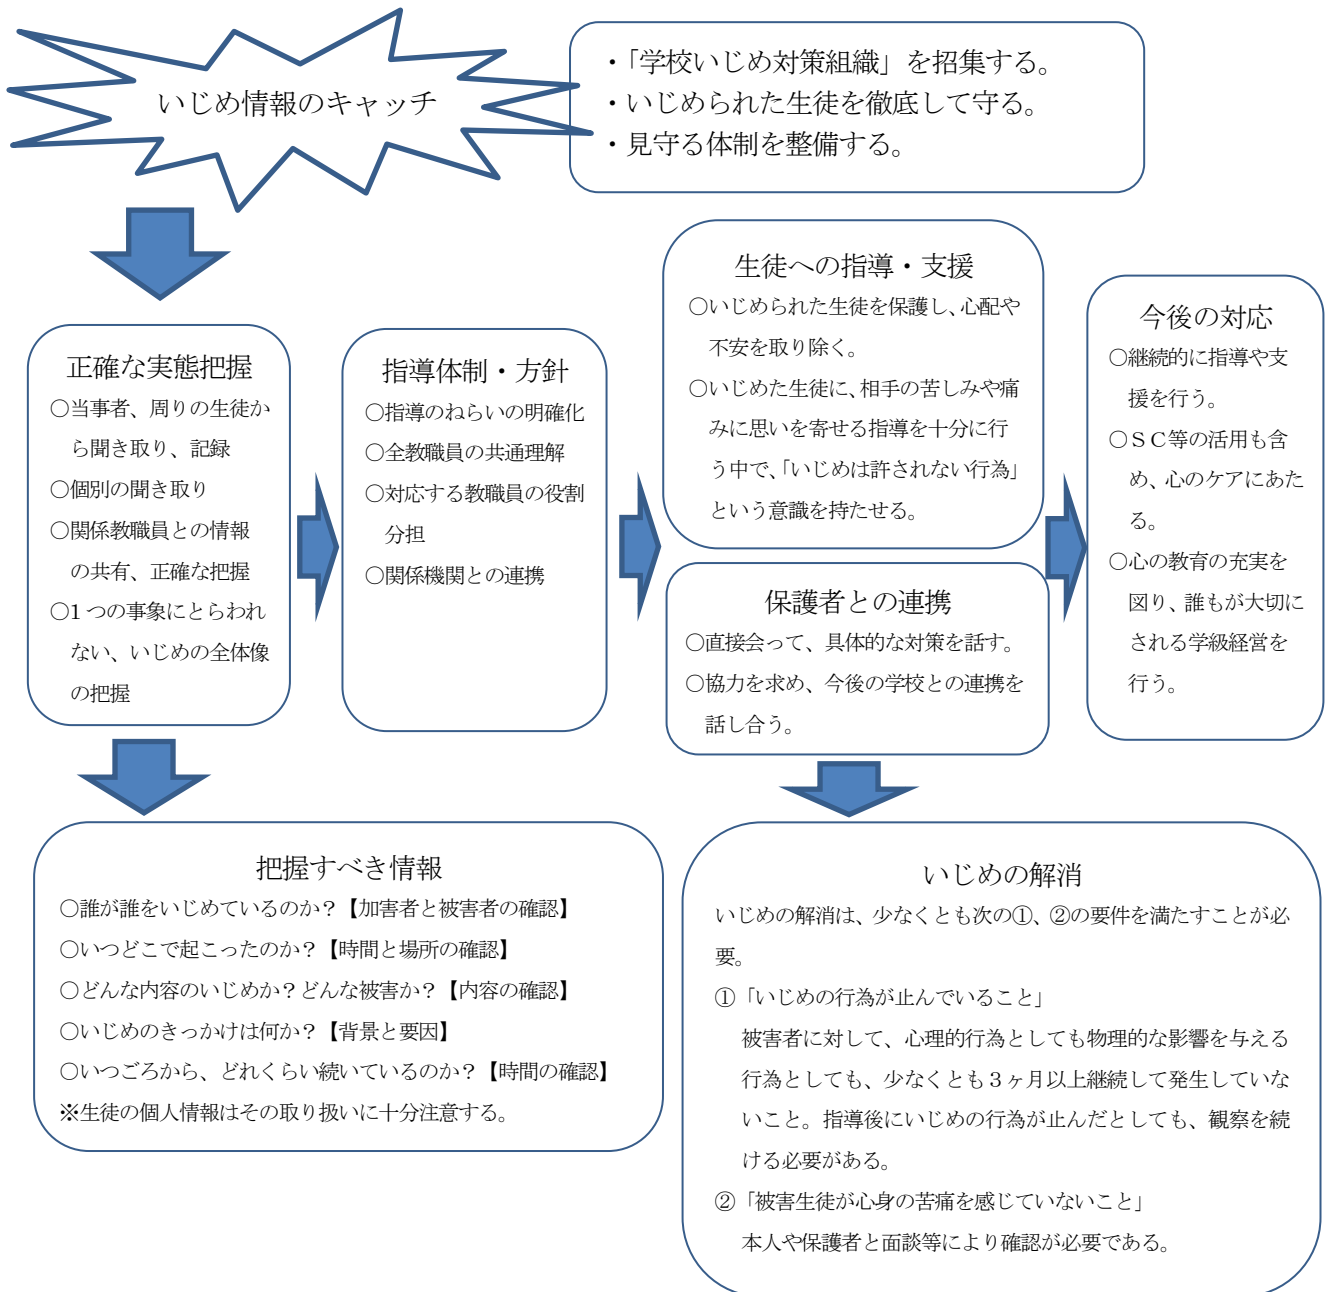 いじめ情報のキャッチ
・「学校いじめ対策組織」を招集する。
・いじめられた生徒を徹底して守る。
・見守る体制を整備する。
正確な実態把握
○当事者、周りの生徒か
ら聞き取り、記録
○個別の聞き取り
○関係教職員との情報
の共有、正確な把握
○1つの事象にとらわれ
ない、いじめの全体像
の把握
指導体制・方針
○指導のねらいの明確化
○全教職員の共通理解
○対応する教職員の役割
分担
○関係機関との連携
生徒への指導・支援
○いじめられた生徒を保護し、心配や
不安を取り除く。
○いじめた生徒に、相手の苦しみや痛
みに思いを寄せる指導を十分に行
う中で、「いじめは許されない行為」
という意識を持たせる。
保護者との連携
○直接会って、具体的な対策を話す。
○協力を求め、今後の学校との連携を
話し合う。
今後の対応
○継続的に指導や支
援を行う。
○ＳＣ等の活用も含
め、心のケアにあた
る。
○心の教育の充実を
図り、誰もが大切に
される学級経営を
行う。
把握すべき情報
○誰が誰をいじめているのか？【加害者と被害者の確認】
○いつどこで起こったのか？【時間と場所の確認】
○どんな内容のいじめか？どんな被害か？【内容の確認】
○いじめのきっかけは何か？【背景と要因】
○いつごろから、どれくらい続いているのか？【時間の確認】
※生徒の個人情報はその取り扱いに十分注意する。
いじめの解消
いじめの解消は、少なくとも次の①、②の要件を満たすことが必
要。
①「いじめの行為が止んでいること」
被害者に対して、心理的行為としても物理的な影響を与える
行為としても、少なくとも３ヶ月以上継続して発生していな
いこと。指導後にいじめの行為が止んだとしても、観察を続
ける必要がある。
②「被害生徒が心身の苦痛を感じていないこと」
本人や保護者と面談等により確認が必要である。